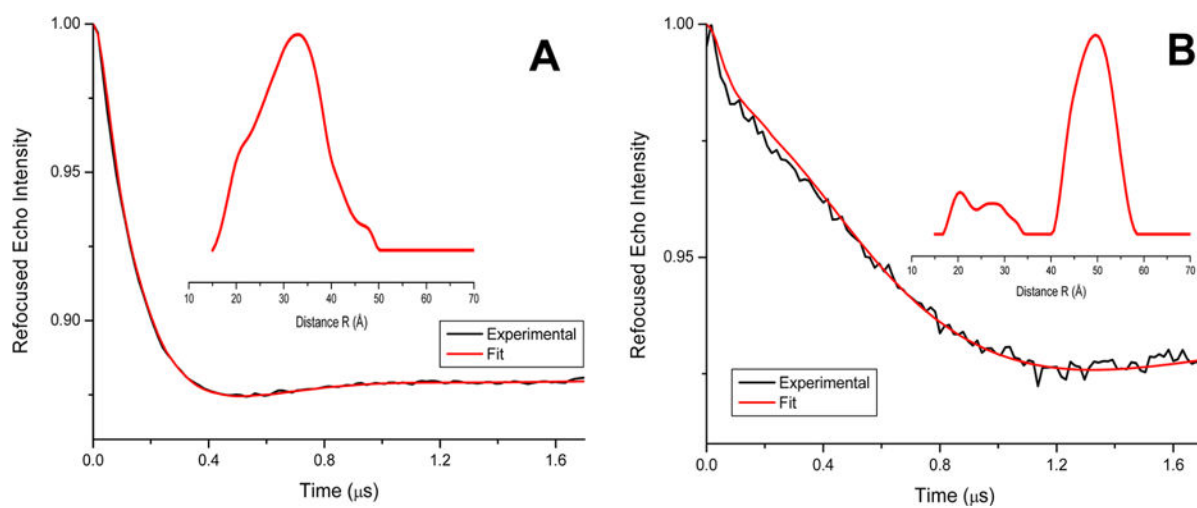 A
Refocused Echo Intensity
1.00
0.95
0.90
0.0 0.4 0.8 1.2 1.6
Time (μs)
10 20 30 40 50 60 70
Distance R (Å)
Experimental
Fit
B
Refocused Echo Intensity
1.00
0.95
0.0 0.4 0.8 1.2 1.6
Time (μs)
10 20 30 40 50 60 70
Distance R (Å)
Experimental
Fit